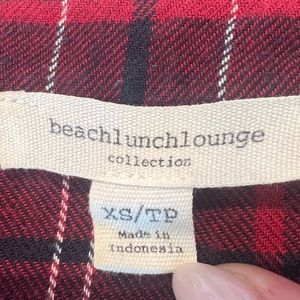 beachlunchlounge
collection
XS/TP
Made in
Indonesia